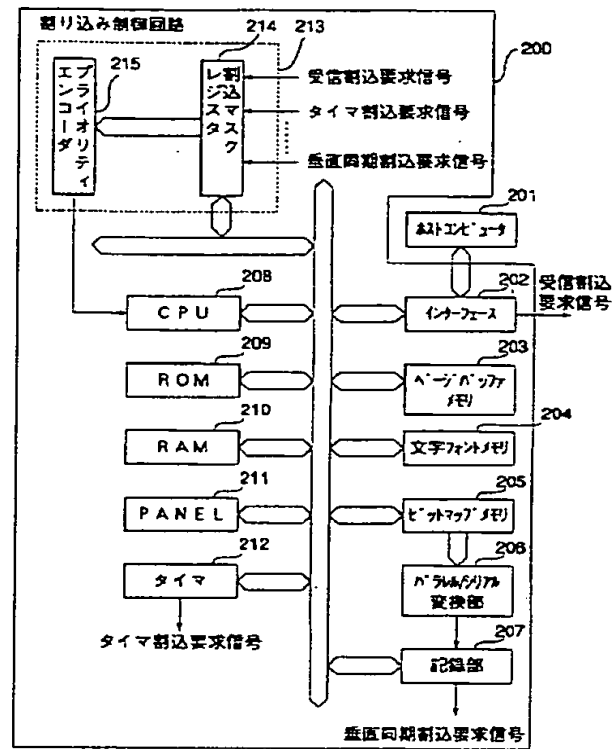 割り込み制御回路
200
213
214
215
プライオリティ
エンコーダ
割込マスク
レジスタ
受信割込要求信号
タイマ割込要求信号
垂直同期割込要求信号
201
ホストコンピュータ
208
CPU
202
インターフェース
受信割込
要求信号
209
ROM
203
ページバッファ
メモリ
210
RAM
204
文字フォントメモリ
211
PANEL
205
ビットマップメモリ
212
タイマ
206
パラレル/シリアル
変換部
タイマ割込要求信号
207
記録部
垂直同期割込要求信号